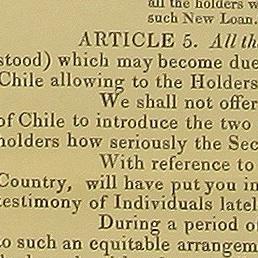 all the holders w
such New Loan.
ARTICLE 5. All th
stood) which may become due
Chile allowing to the Holders
We shall not offer
of Chile to introduce the two
holders how seriously the Sec
With reference to
Country, will have put you in
testimony of Individuals latel
During a period of
to such an equitable arrangem